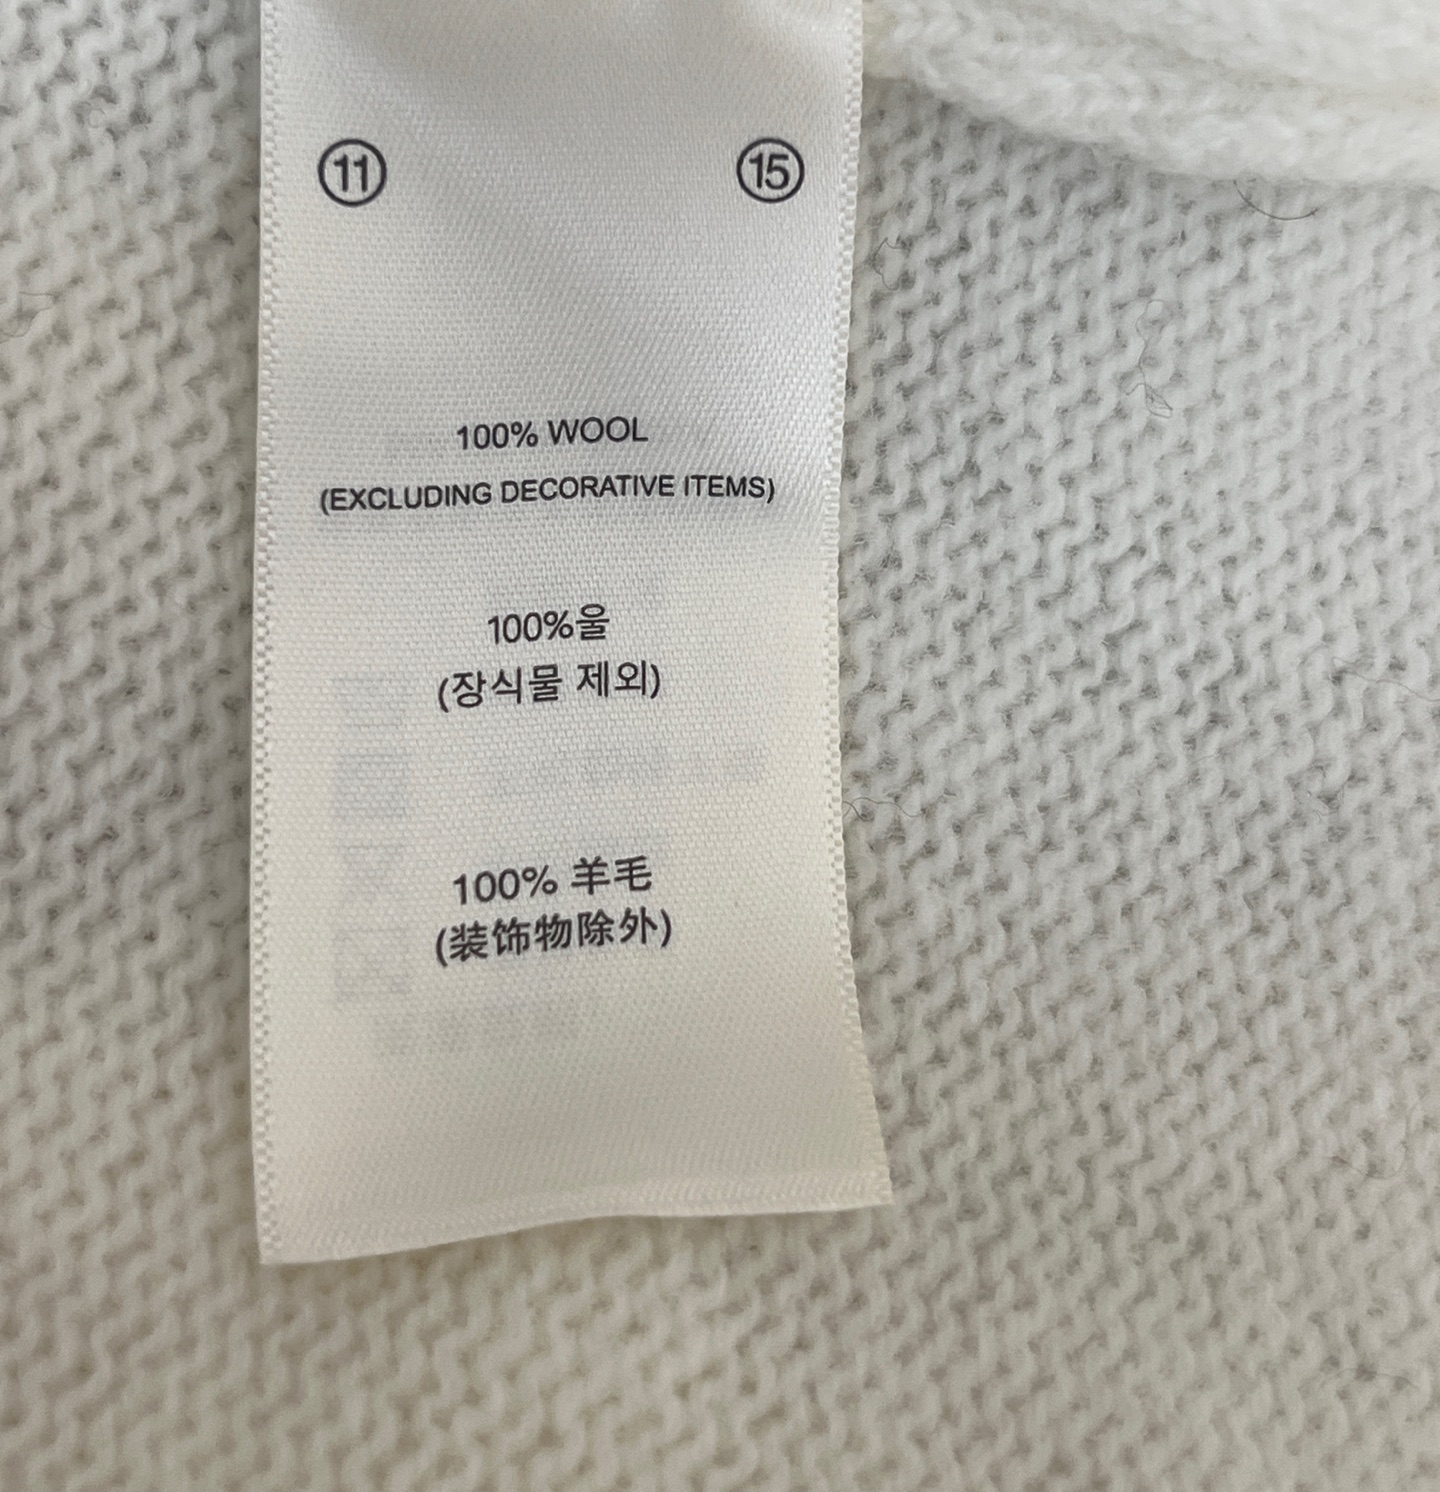 ⑪ ⑮
100% WOOL
(EXCLUDING DECORATIVE ITEMS)
100%울
(장식물 제외)
100% 羊毛
(装饰物除外)